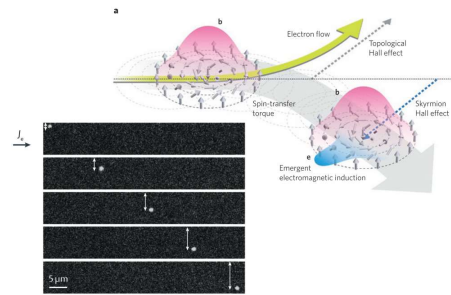 a
b
Electron flow
Topological
Hall effect
Spin-transfer
torque
b
Skyrmion
Hall effect
e
Emergent
electromagnetic induction
Je
5 μm